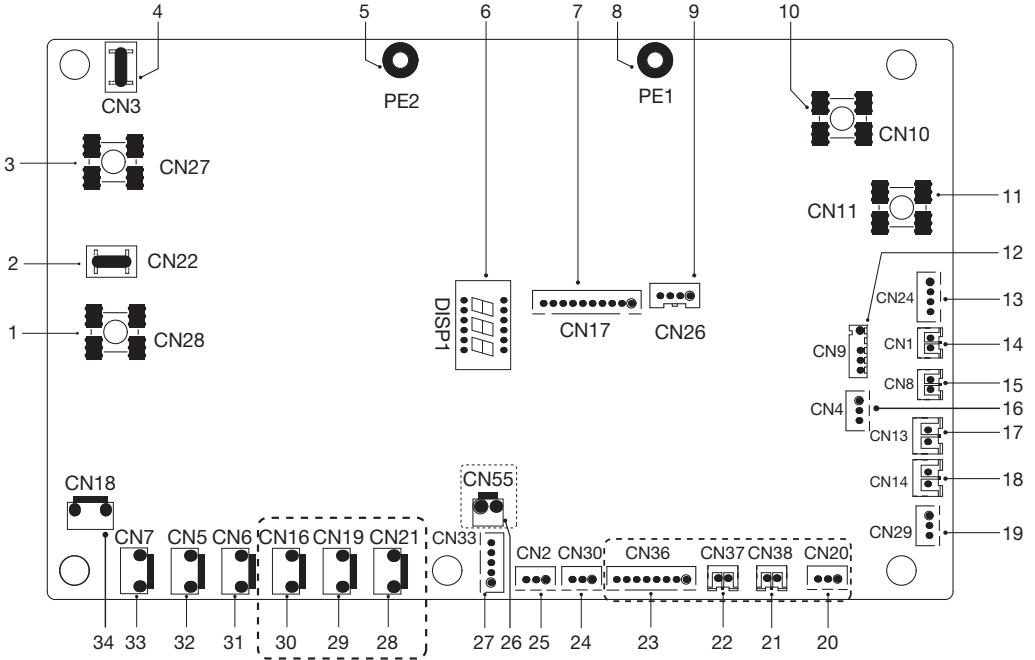 4 5 6 7 8 9 10
CN3 PE2 PE1
CN10
3 CN27
CN11 11
12
2 CN22
CN24 13
DISP1
CN17 CN26
1 CN28
CN9 CN1 14
CN8 15
CN4 16
CN13 17
CN18 CN55 CN14 18
CN7 CN5 CN6 CN16 CN19 CN21 CN33 CN29 19
CN2 CN30 CN36 CN37 CN38 CN20
34 33 32 31 30 29 28 27 26 25 24 23 22 21 20